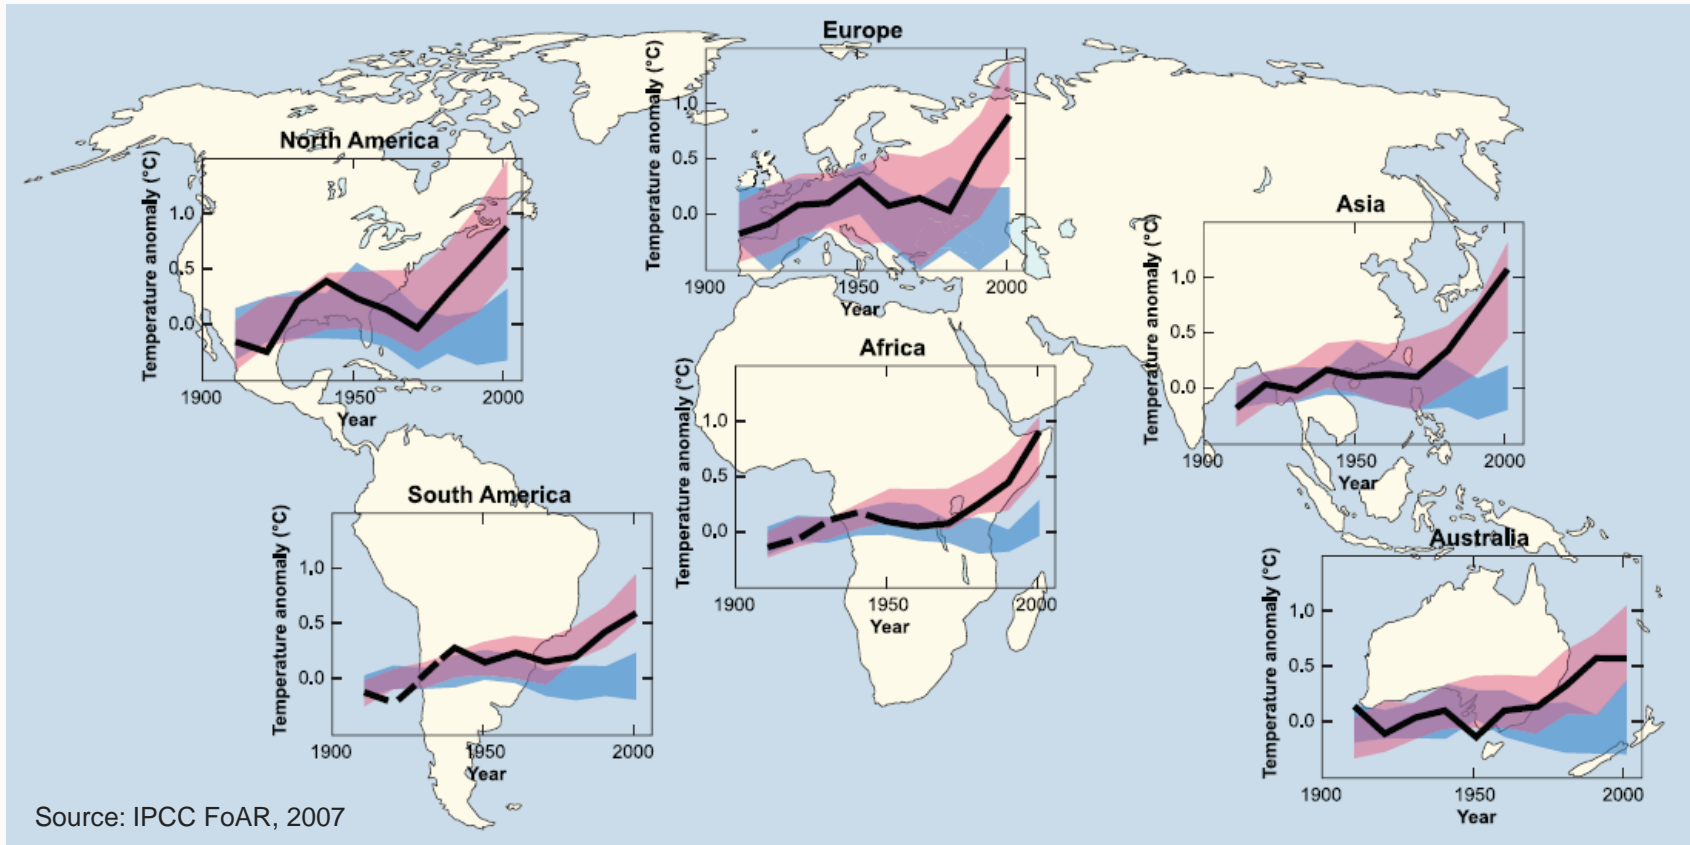 Europe
Temperature anomaly (°C)
1.0
0.5
0.0
1900
1950
2000
Year
North America
Temperature anomaly (°C)
1.0
0.5
0.0
1900
1950
2000
Year
Asia
Temperature anomaly (°C)
1.0
0.5
0.0
1900
1950
2000
Year
Africa
Temperature anomaly (°C)
1.0
0.5
0.0
1900
1950
2000
Year
South America
Temperature anomaly (°C)
1.0
0.5
0.0
1900
1950
2000
Year
Australia
Temperature anomaly (°C)
1.0
0.5
0.0
1900
1950
2000
Year
Source: IPCC FoAR, 2007